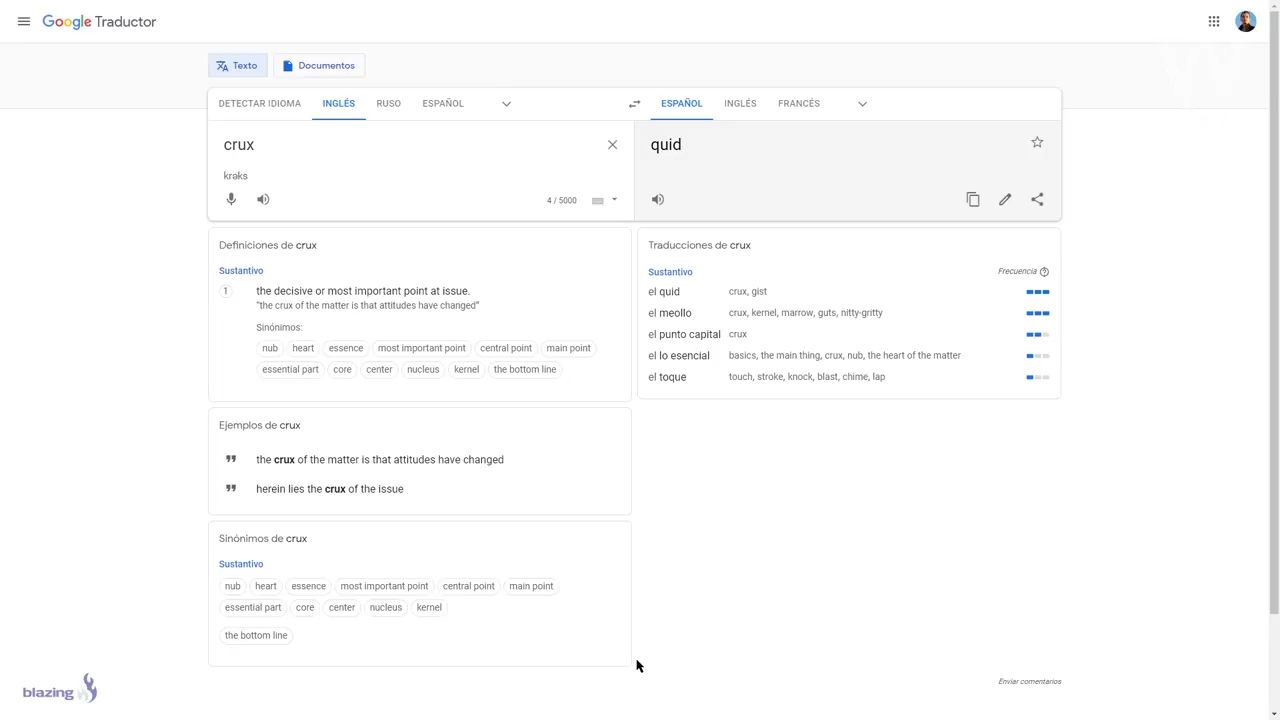 Google Traductor
Texto
Documentos
DETECTAR IDIOMA INGLÉS RUSO ESPAÑOL
ESPAÑOL INGLÉS FRANCÉS
crux
quid
krəks
4 / 5000
Definiciones de crux
Sustantivo
1 the decisive or most important point at issue.
"the crux of the matter is that attitudes have changed"
Sinónimos:
nub heart essence most important point central point main point
essential part core center nucleus kernel the bottom line
Traducciones de crux
Sustantivo Frecuencia
el quid crux, gist
el meollo crux, kernel, marrow, guts, nitty-gritty
el punto capital crux
el lo esencial basics, the main thing, crux, nub, the heart of the matter
el toque touch, stroke, knock, blast, chime, lap
Ejemplos de crux
the crux of the matter is that attitudes have changed
herein lies the crux of the issue
Sinónimos de crux
Sustantivo
nub heart essence most important point central point main point
essential part core center nucleus kernel
the bottom line
Enviar comentarios
blazing